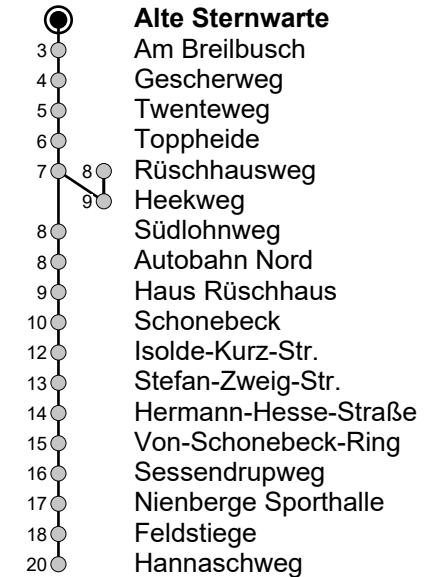 Alte Sternwarte
3 Am Breilbusch
4 Gescherweg
5 Twenteweg
6 Toppheide
7 8 Rüschhausweg
9 Heekweg
8 Südlohnweg
8 Autobahn Nord
9 Haus Rüschhaus
10 Schonebeck
12 Isolde-Kurz-Str.
13 Stefan-Zweig-Str.
14 Hermann-Hesse-Straße
15 Von-Schonebeck-Ring
16 Sessendrupweg
17 Nienberge Sporthalle
18 Feldstiege
20 Hannaschweg